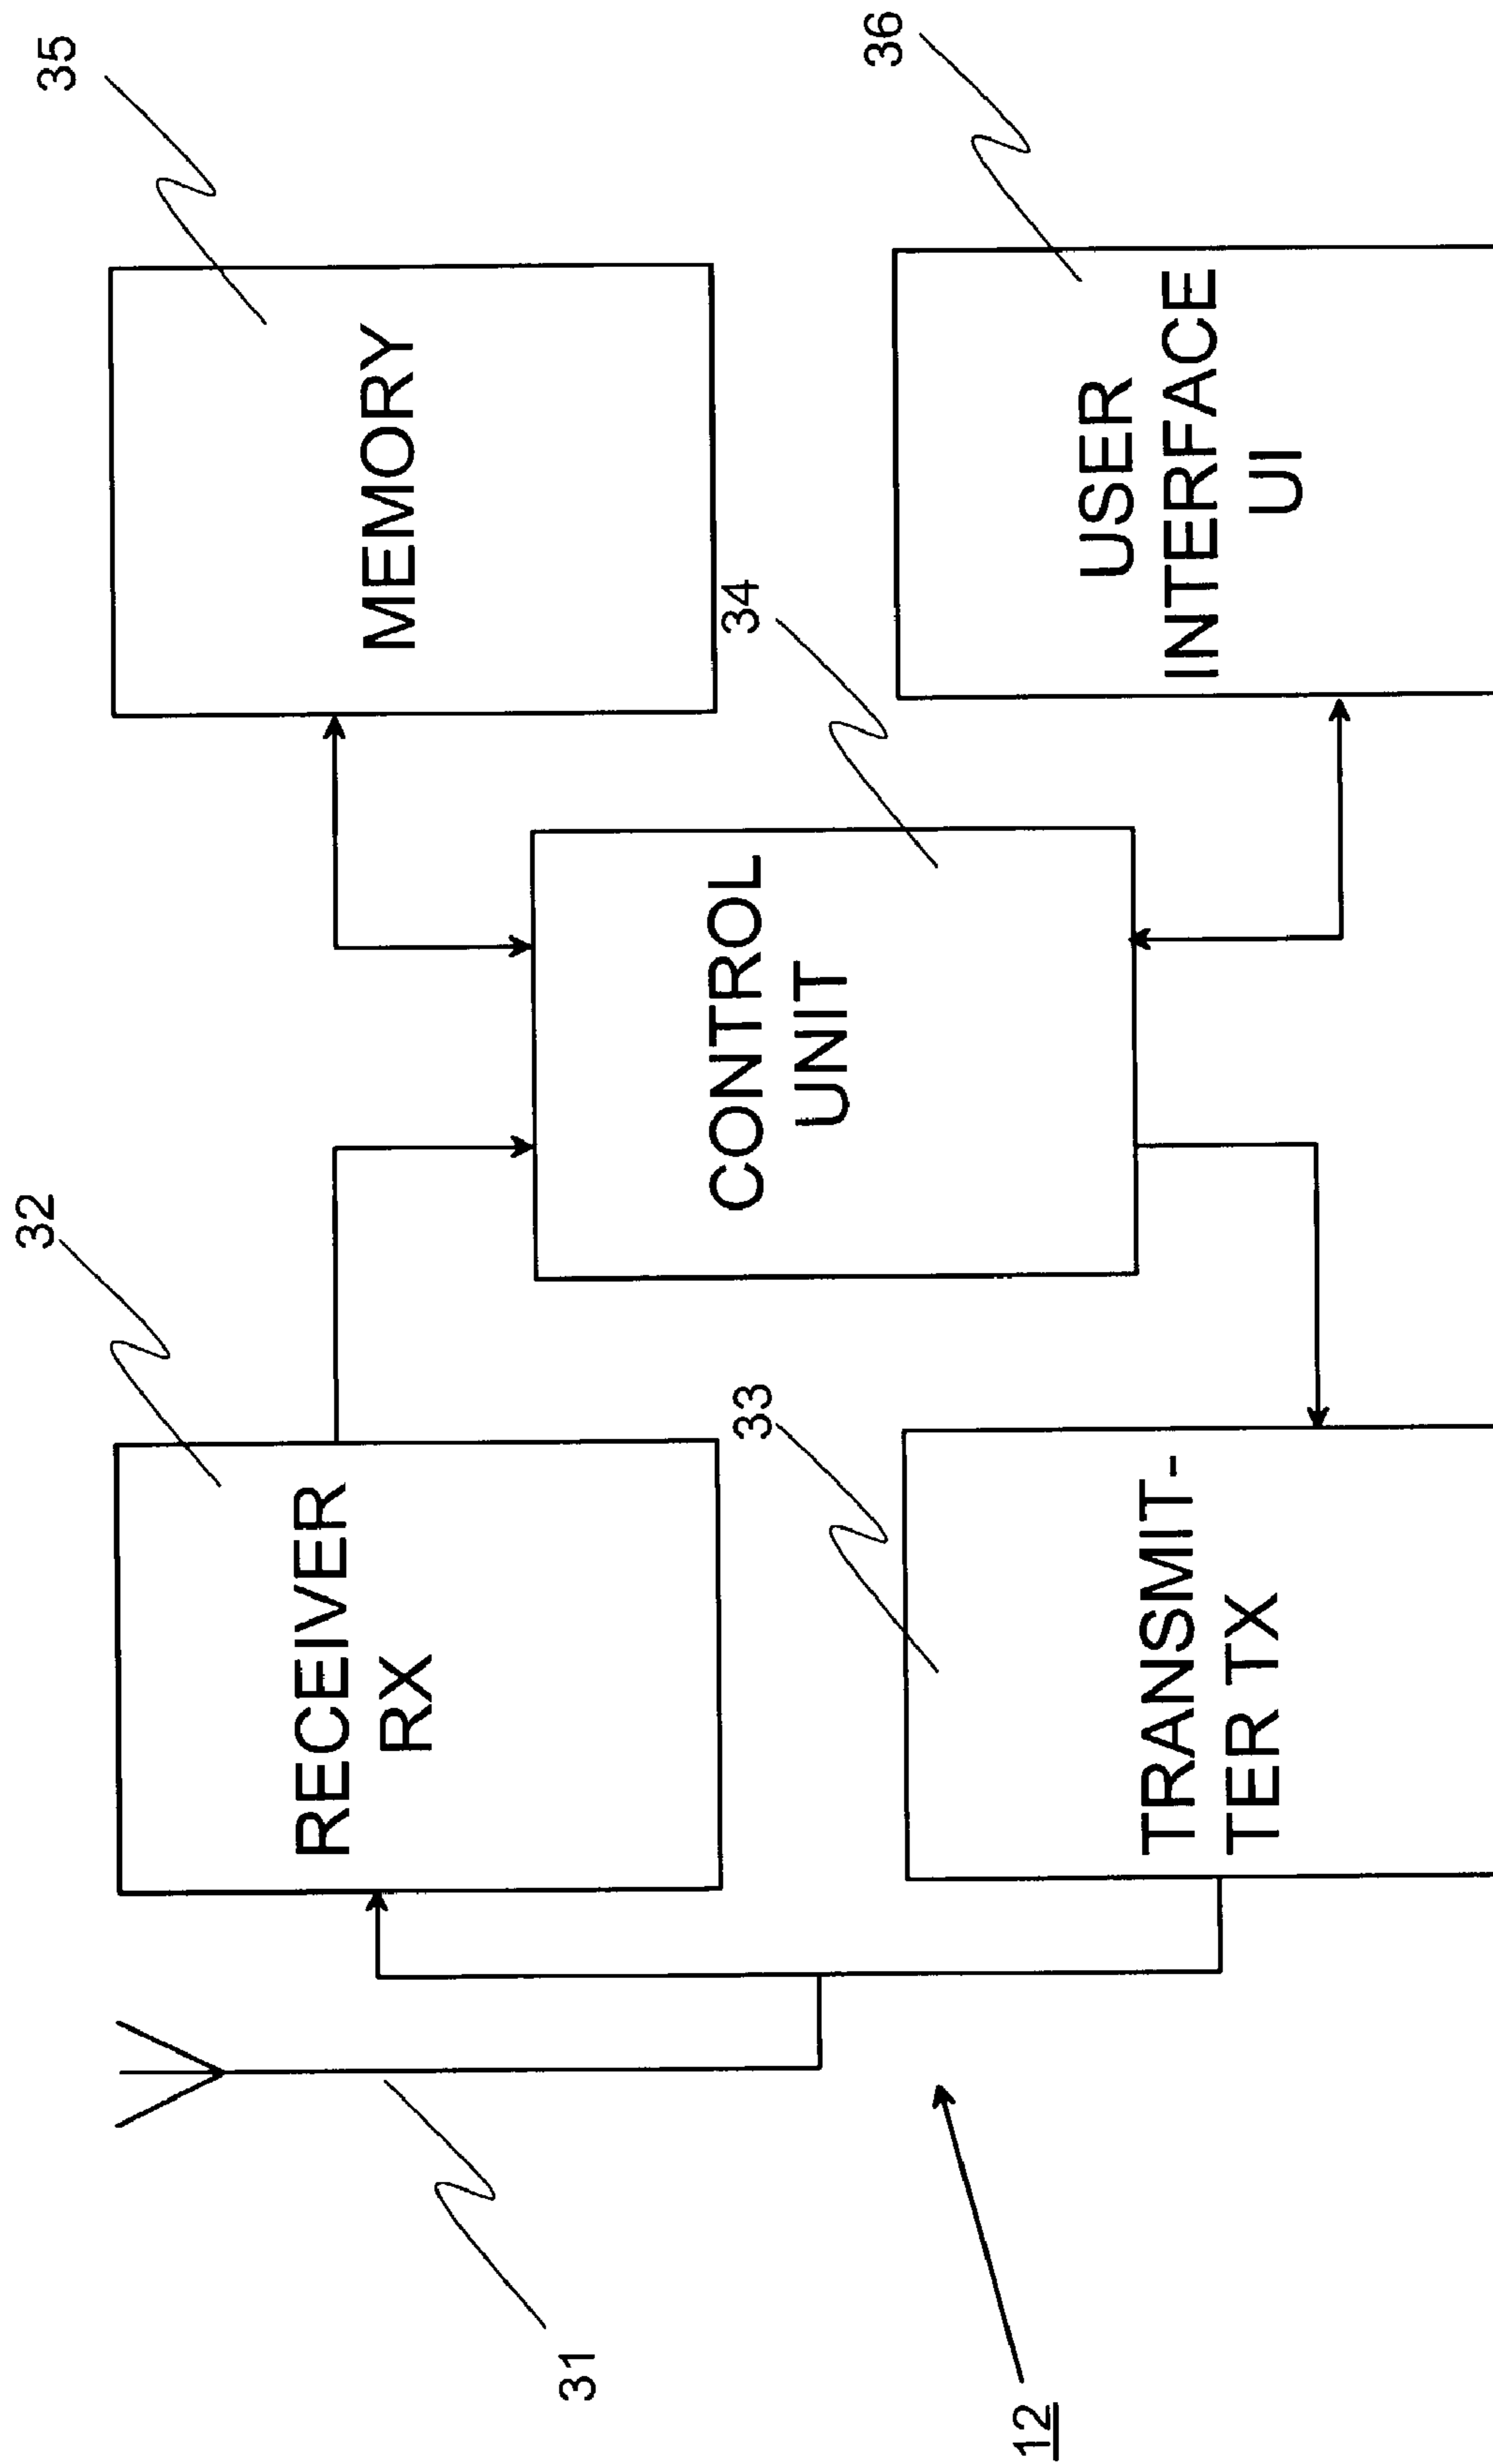 35
36
MEMORY
USER
INTERFACE
UI
34
CONTROL
UNIT
32
33
RECEIVER
RX
TRANSMIT-
TER TX
31
12